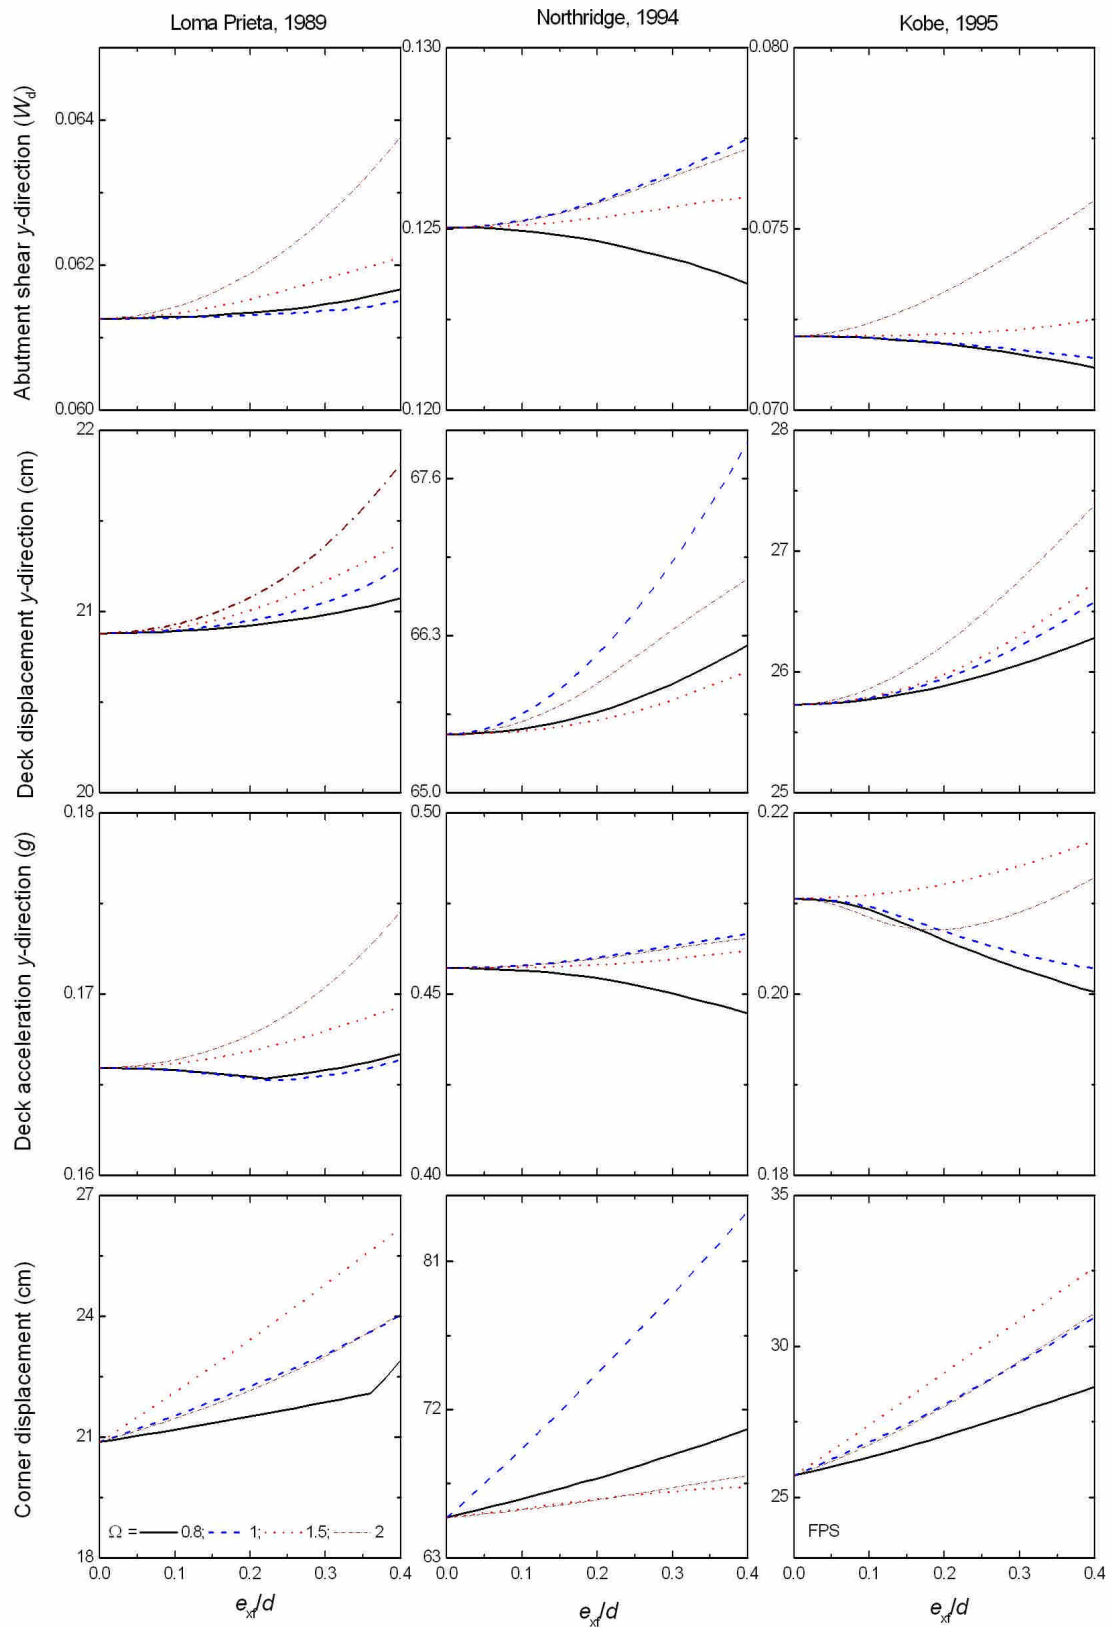 Loma Prieta, 1989
Northridge, 1994
Kobe, 1995
Abutment shear y-direction (W_d)
0.064
0.062
0.060
0.130
0.125
0.120
0.080
0.075
0.070
Deck displacement y-direction (cm)
22
21
20
67.6
66.3
65.0
28
27
26
25
Deck acceleration y-direction (g)
0.18
0.17
0.16
0.50
0.45
0.40
0.22
0.20
0.18
Corner displacement (cm)
27
24
21
18
81
72
63
35
30
25
Ω = 0.8; 1; 1.5; 2
FPS
0.0 0.1 0.2 0.3 0.4
0.0 0.1 0.2 0.3 0.4
0.0 0.1 0.2 0.3 0.4
e_xf/d
e_xf/d
e_xf/d